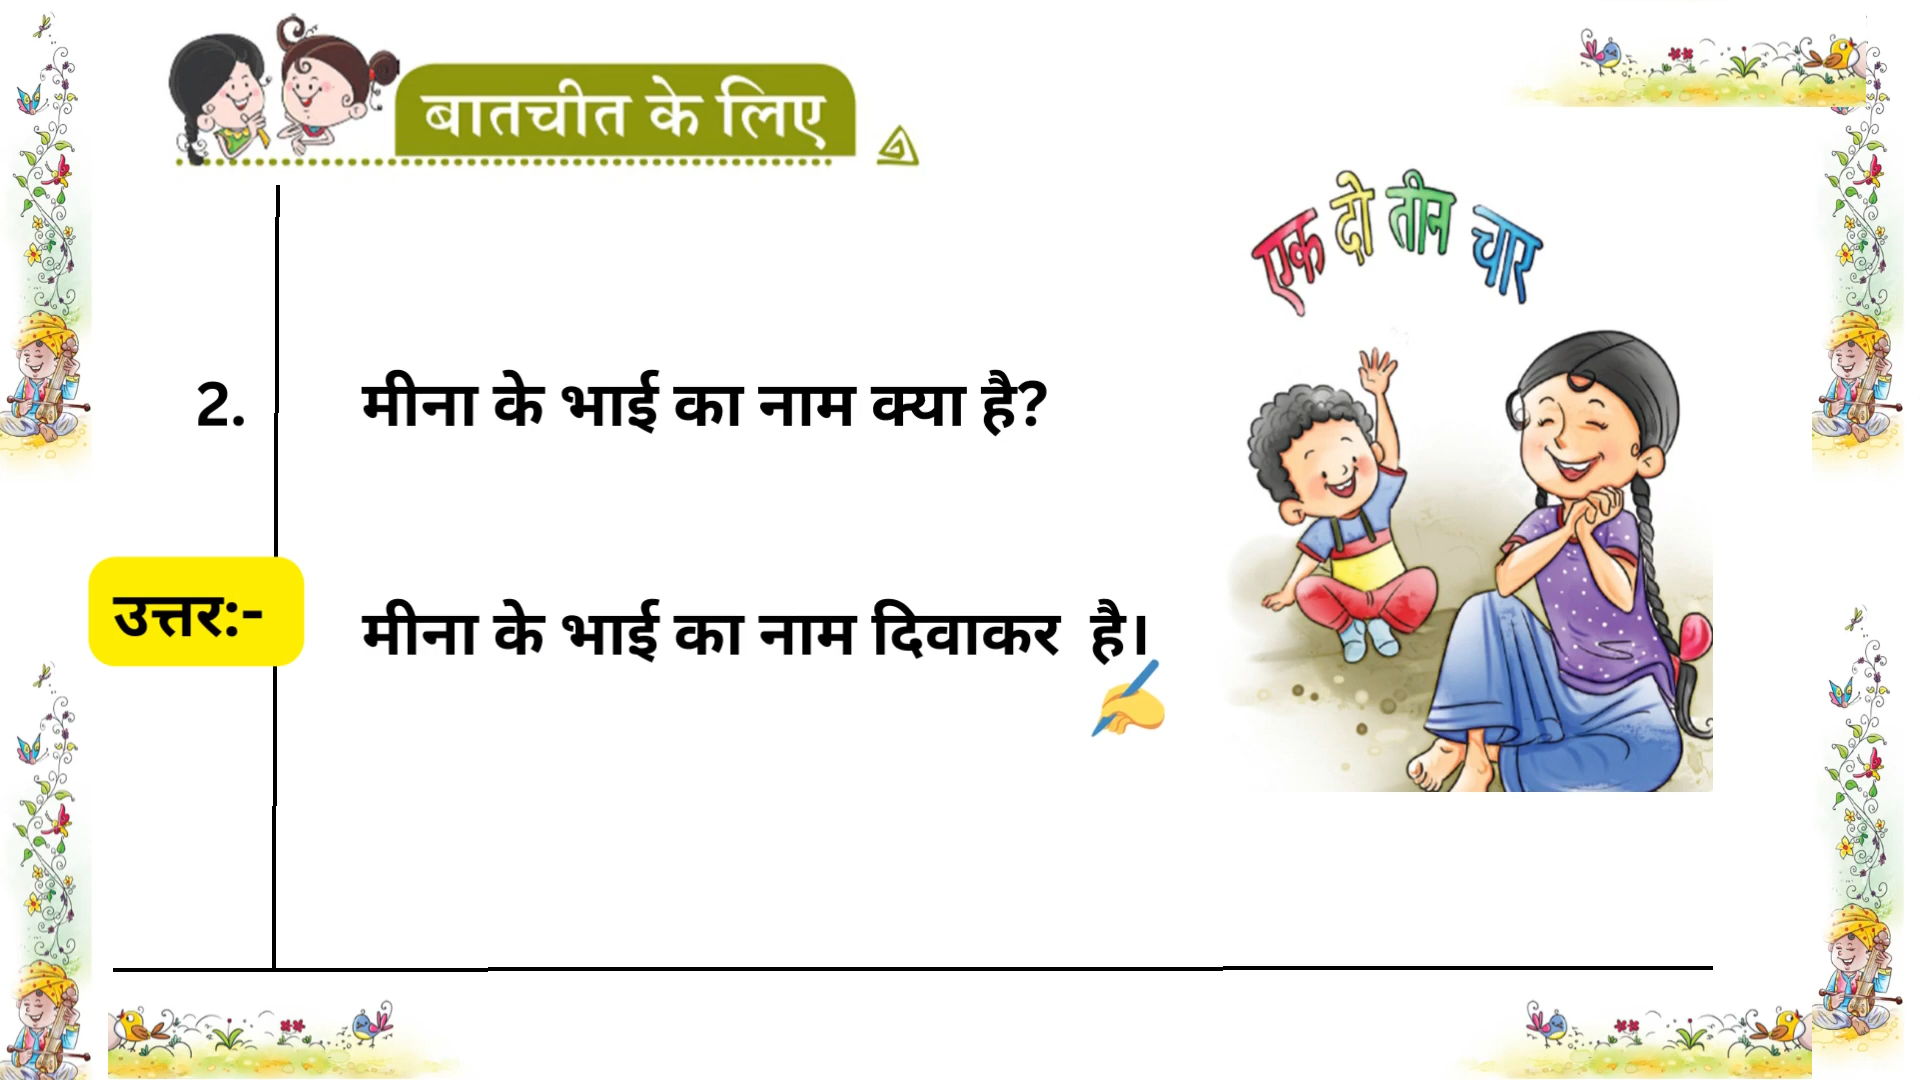 बातचीत के लिए
एक दो तीन चार
2. मीना के भाई का नाम क्या है?
उत्तर:- मीना के भाई का नाम दिवाकर है।